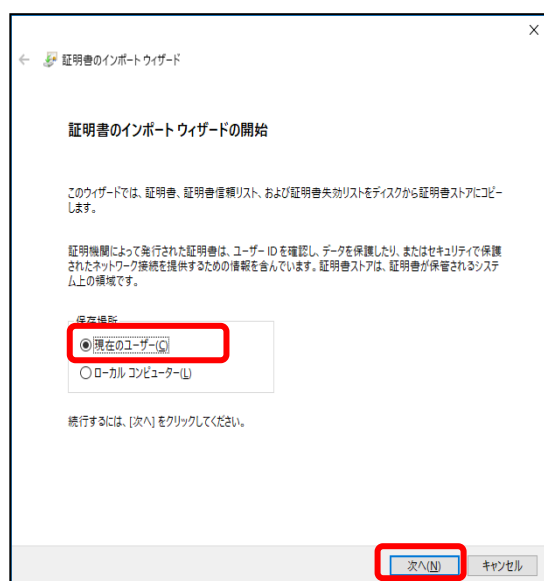 証明書のインポート ウィザード
証明書のインポート ウィザードの開始
このウィザードでは、証明書、証明書信頼リスト、および証明書失効リストをディスクから証明書ストアにコピー
します。
証明機関によって発行された証明書は、ユーザー ID を確認し、データを保護したり、またはセキュリティで保護
されたネットワーク接続を提供するための情報を含んでいます。証明書ストアは、証明書が保管されるシステ
ム上の領域です。
保存場所
現在のユーザー(C)
ローカル コンピューター(L)
続行するには、[次へ] をクリックしてください。
次へ(N) キャンセル